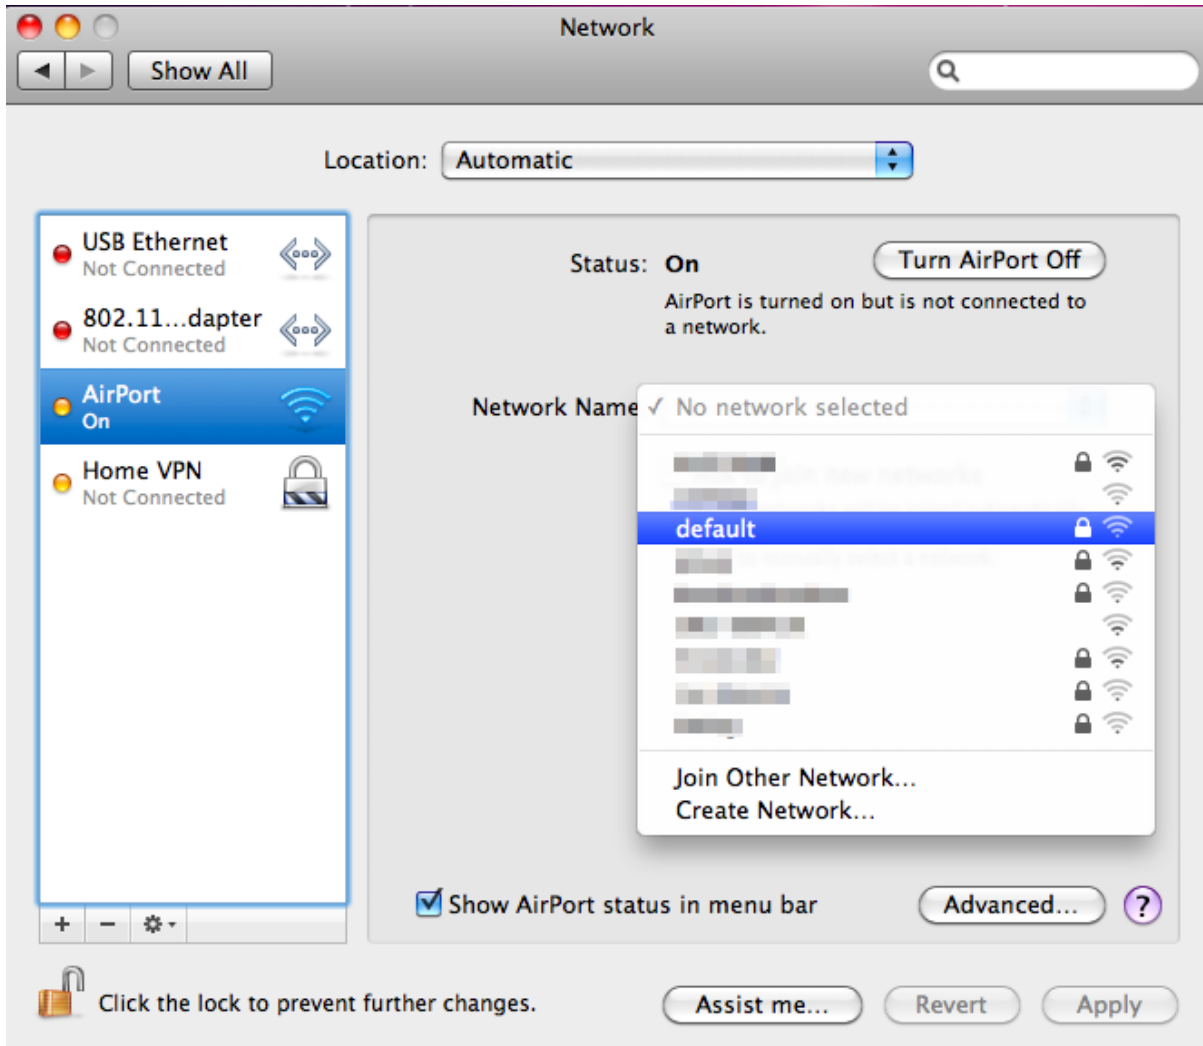 Network
Show All
Location: Automatic
USB Ethernet
Not Connected
802.11...dapter
Not Connected
AirPort
On
Home VPN
Not Connected
Status: On
Turn AirPort Off
AirPort is turned on but is not connected to
a network.
Network Name
✓ No network selected
default
Join Other Network...
Create Network...
Show AirPort status in menu bar
Advanced...
?
Click the lock to prevent further changes.
Assist me...
Revert
Apply